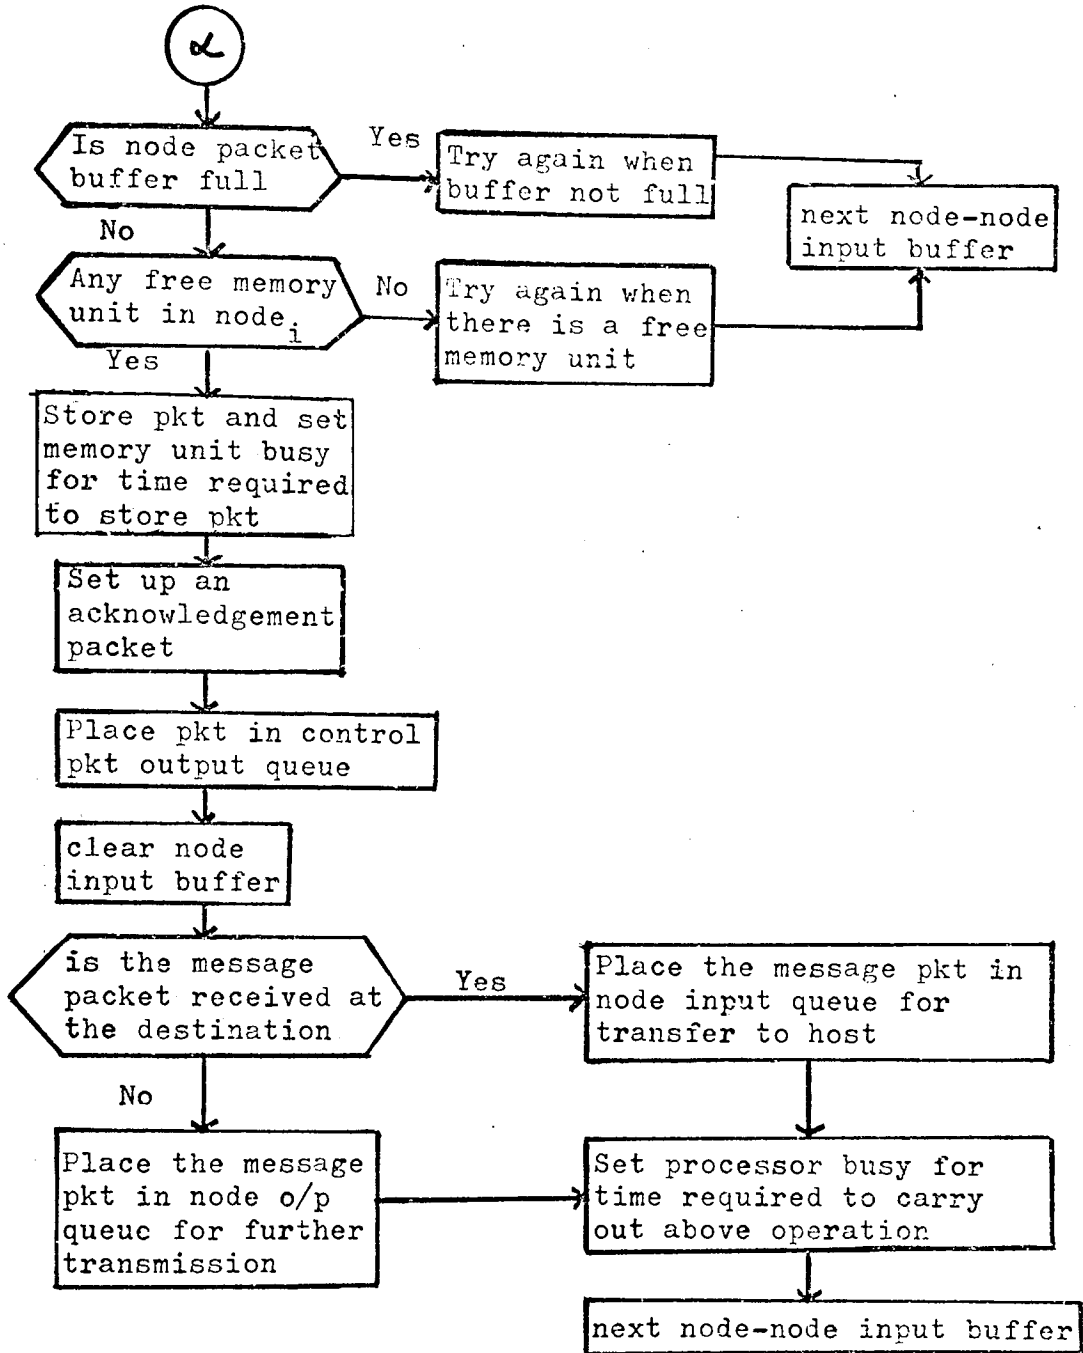 α
Is node packet
buffer full
Yes
Try again when
buffer not full
next node-node
input buffer
No
Any free memory
unit in node i
No
Try again when
there is a free
memory unit
Yes
Store pkt and set
memory unit busy
for time required
to store pkt
Set up an
acknowledgement
packet
Place pkt in control
pkt output queue
clear node
input buffer
is the message
packet received at
the destination
Yes
Place the message pkt in
node input queue for
transfer to host
No
Place the message
pkt in node o/p
queue for further
transmission
Set processor busy for
time required to carry
out above operation
next node-node input buffer